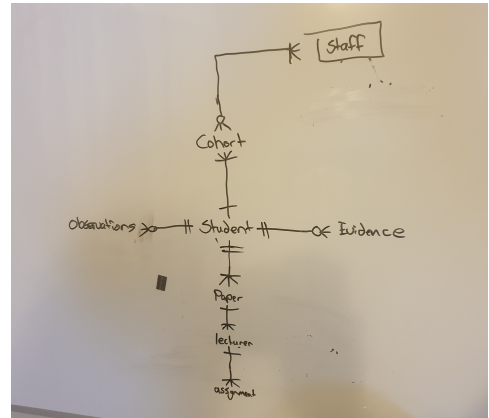 Staff
Cohort
Observations
Student
Evidence
Paper
lecturer
assignment